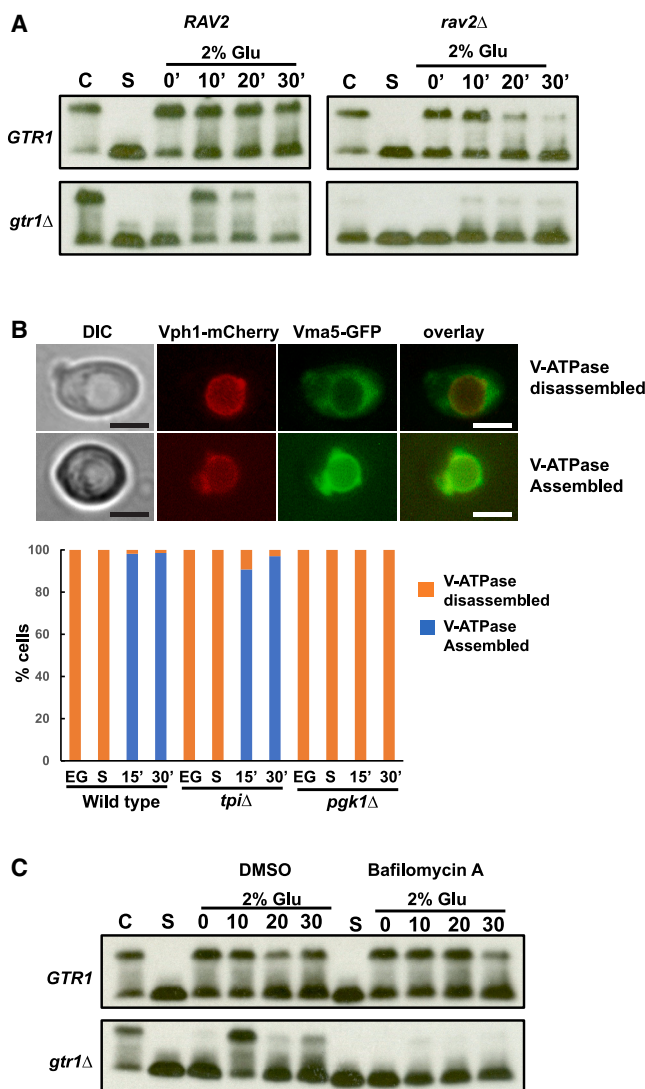 A
RAV2
rav2Δ
2% Glu
2% Glu
C S 0' 10' 20' 30'
C S 0' 10' 20' 30'
GTR1
gtr1Δ
B
DIC Vph1-mCherry Vma5-GFP overlay
V-ATPase
disassembled
V-ATPase
Assembled
% cells
100
80
60
40
20
0
EG S 15' 30' EG S 15' 30' EG S 15' 30'
Wild type tpiΔ pgk1Δ
V-ATPase
disassembled
V-ATPase
Assembled
C
DMSO Bafilomycin A
2% Glu 2% Glu
C S 0 10 20 30 S 0 10 20 30
GTR1
gtr1Δ